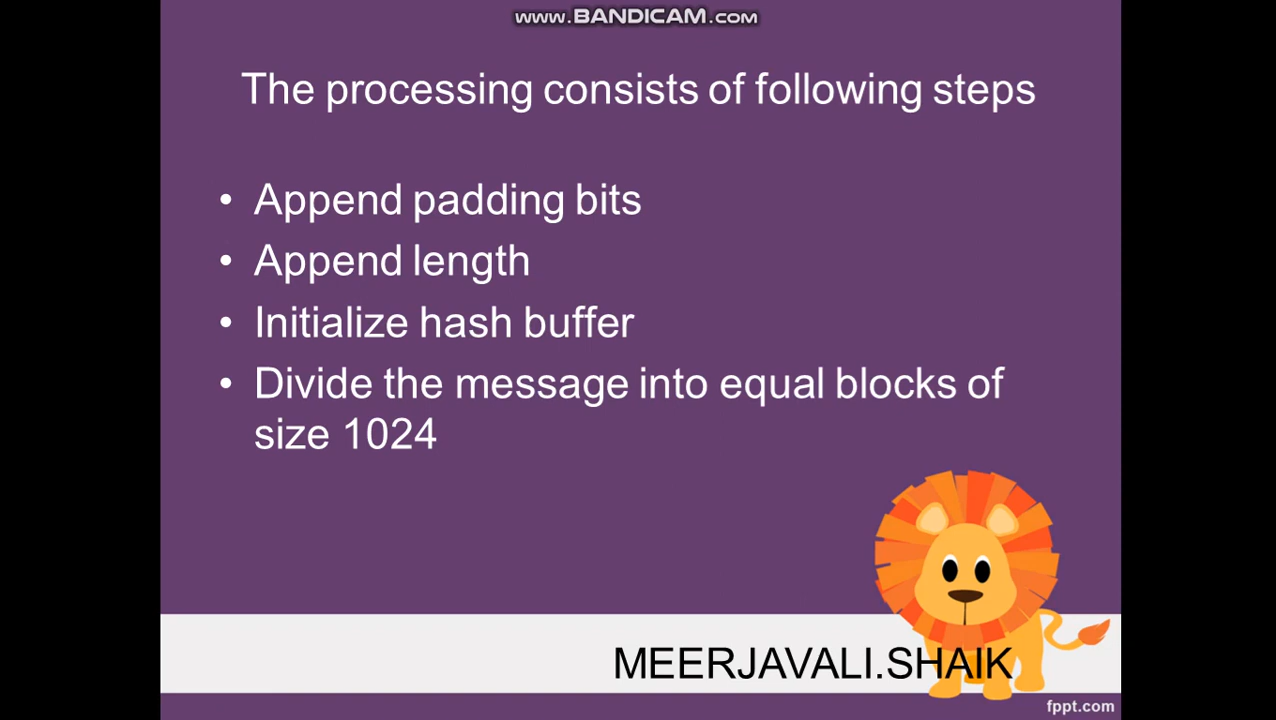 www.BANDICAM.com
The processing consists of following steps
• Append padding bits
• Append length
• Initialize hash buffer
• Divide the message into equal blocks of
size 1024
MEERJAVALI.SHAIK
fppt.com